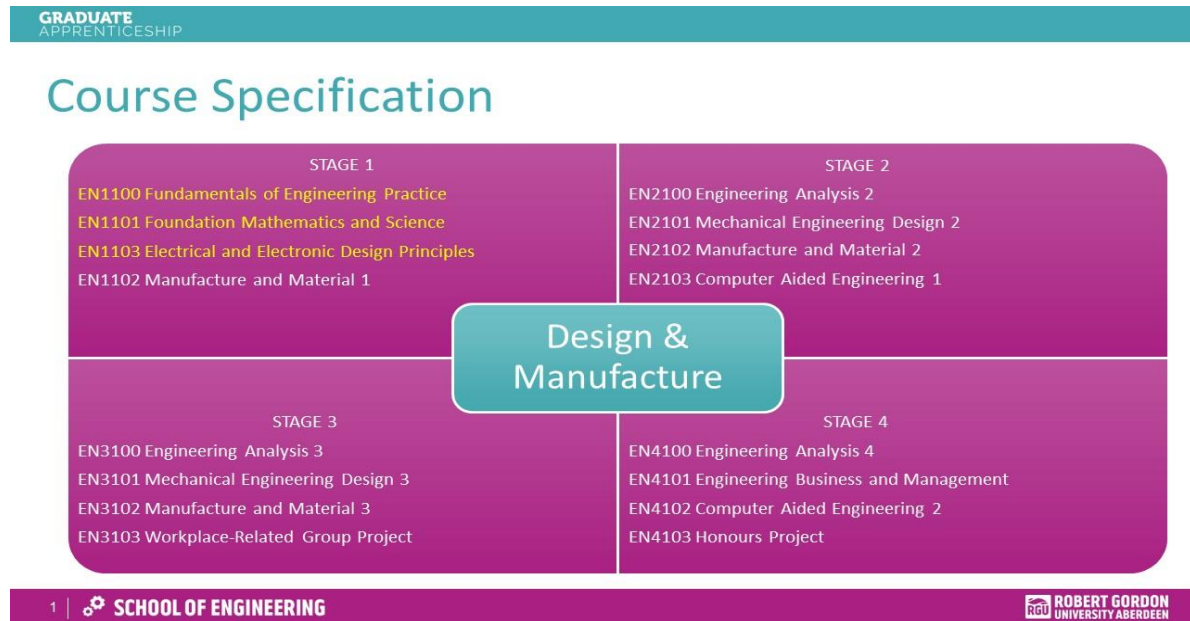 GRADUATE
APPRENTICESHIP
Course Specification
STAGE 1
EN1100 Fundamentals of Engineering Practice
EN1101 Foundation Mathematics and Science
EN1103 Electrical and Electronic Design Principles
EN1102 Manufacture and Material 1
STAGE 2
EN2100 Engineering Analysis 2
EN2101 Mechanical Engineering Design 2
EN2102 Manufacture and Material 2
EN2103 Computer Aided Engineering 1
Design &
Manufacture
STAGE 3
EN3100 Engineering Analysis 3
EN3101 Mechanical Engineering Design 3
EN3102 Manufacture and Material 3
EN3103 Workplace-Related Group Project
STAGE 4
EN4100 Engineering Analysis 4
EN4101 Engineering Business and Management
EN4102 Computer Aided Engineering 2
EN4103 Honours Project
1 | SCHOOL OF ENGINEERING
RGU ROBERT GORDON
UNIVERSITY ABERDEEN